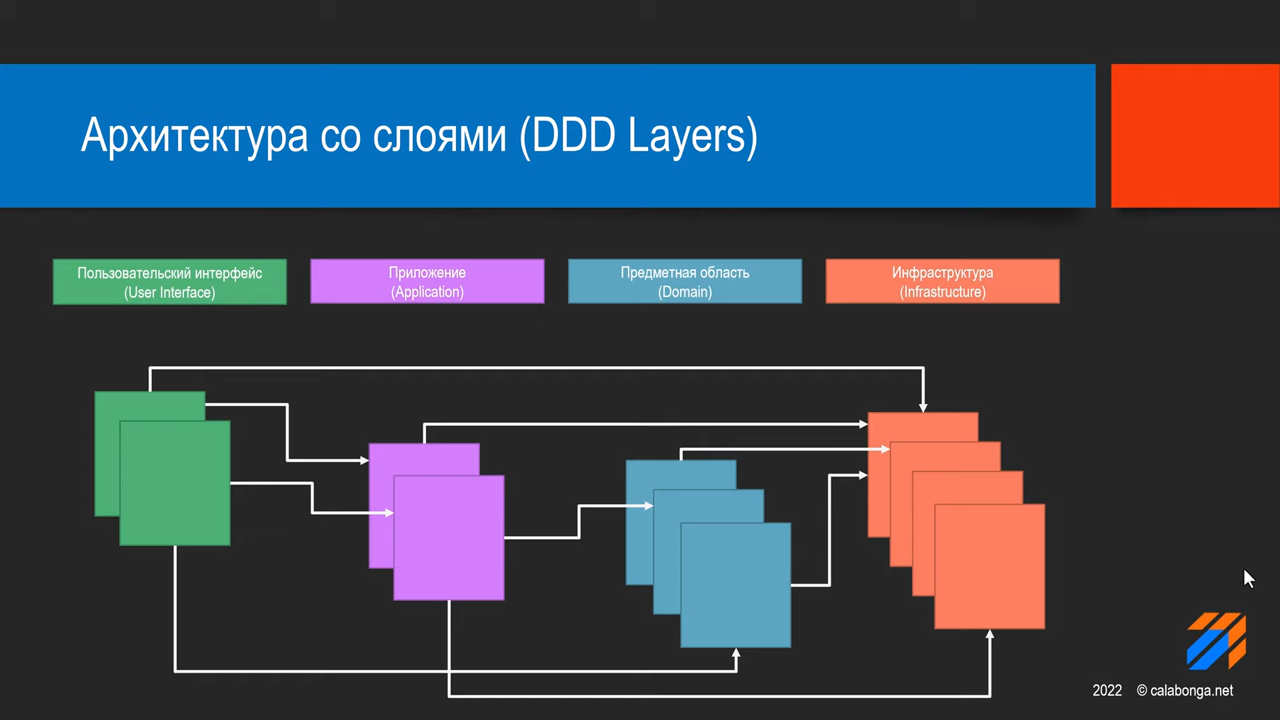 Архитектура со слоями (DDD Layers)
Пользовательский интерфейс
(User Interface)
Приложение
(Application)
Предметная область
(Domain)
Инфраструктура
(Infrastructure)
2022 © calabonga.net